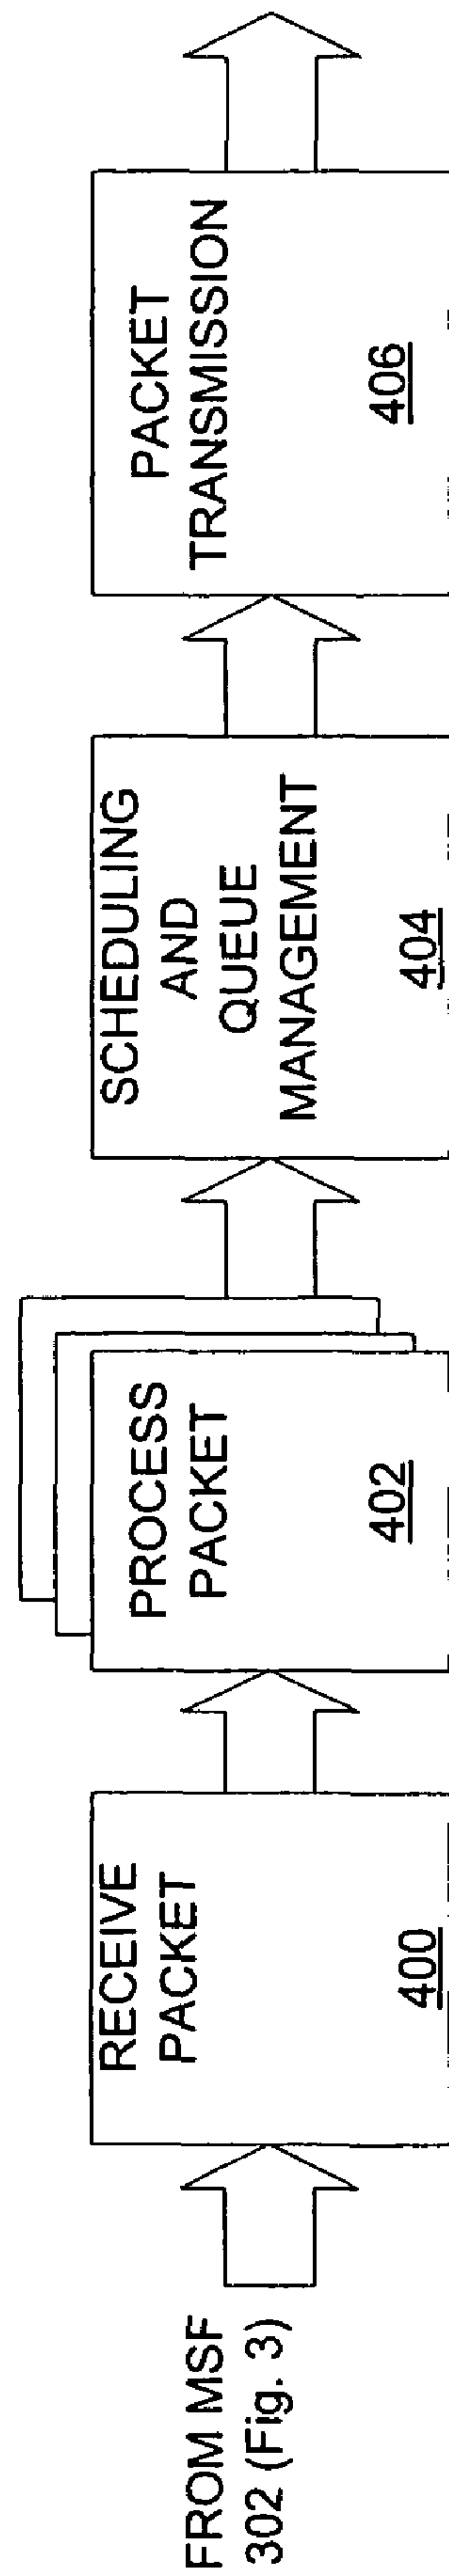 FROM MSF
302 (Fig. 3)
RECEIVE
PACKET
400
PROCESS
PACKET
402
SCHEDULING
AND
QUEUE
MANAGEMENT
404
PACKET
TRANSMISSION
406